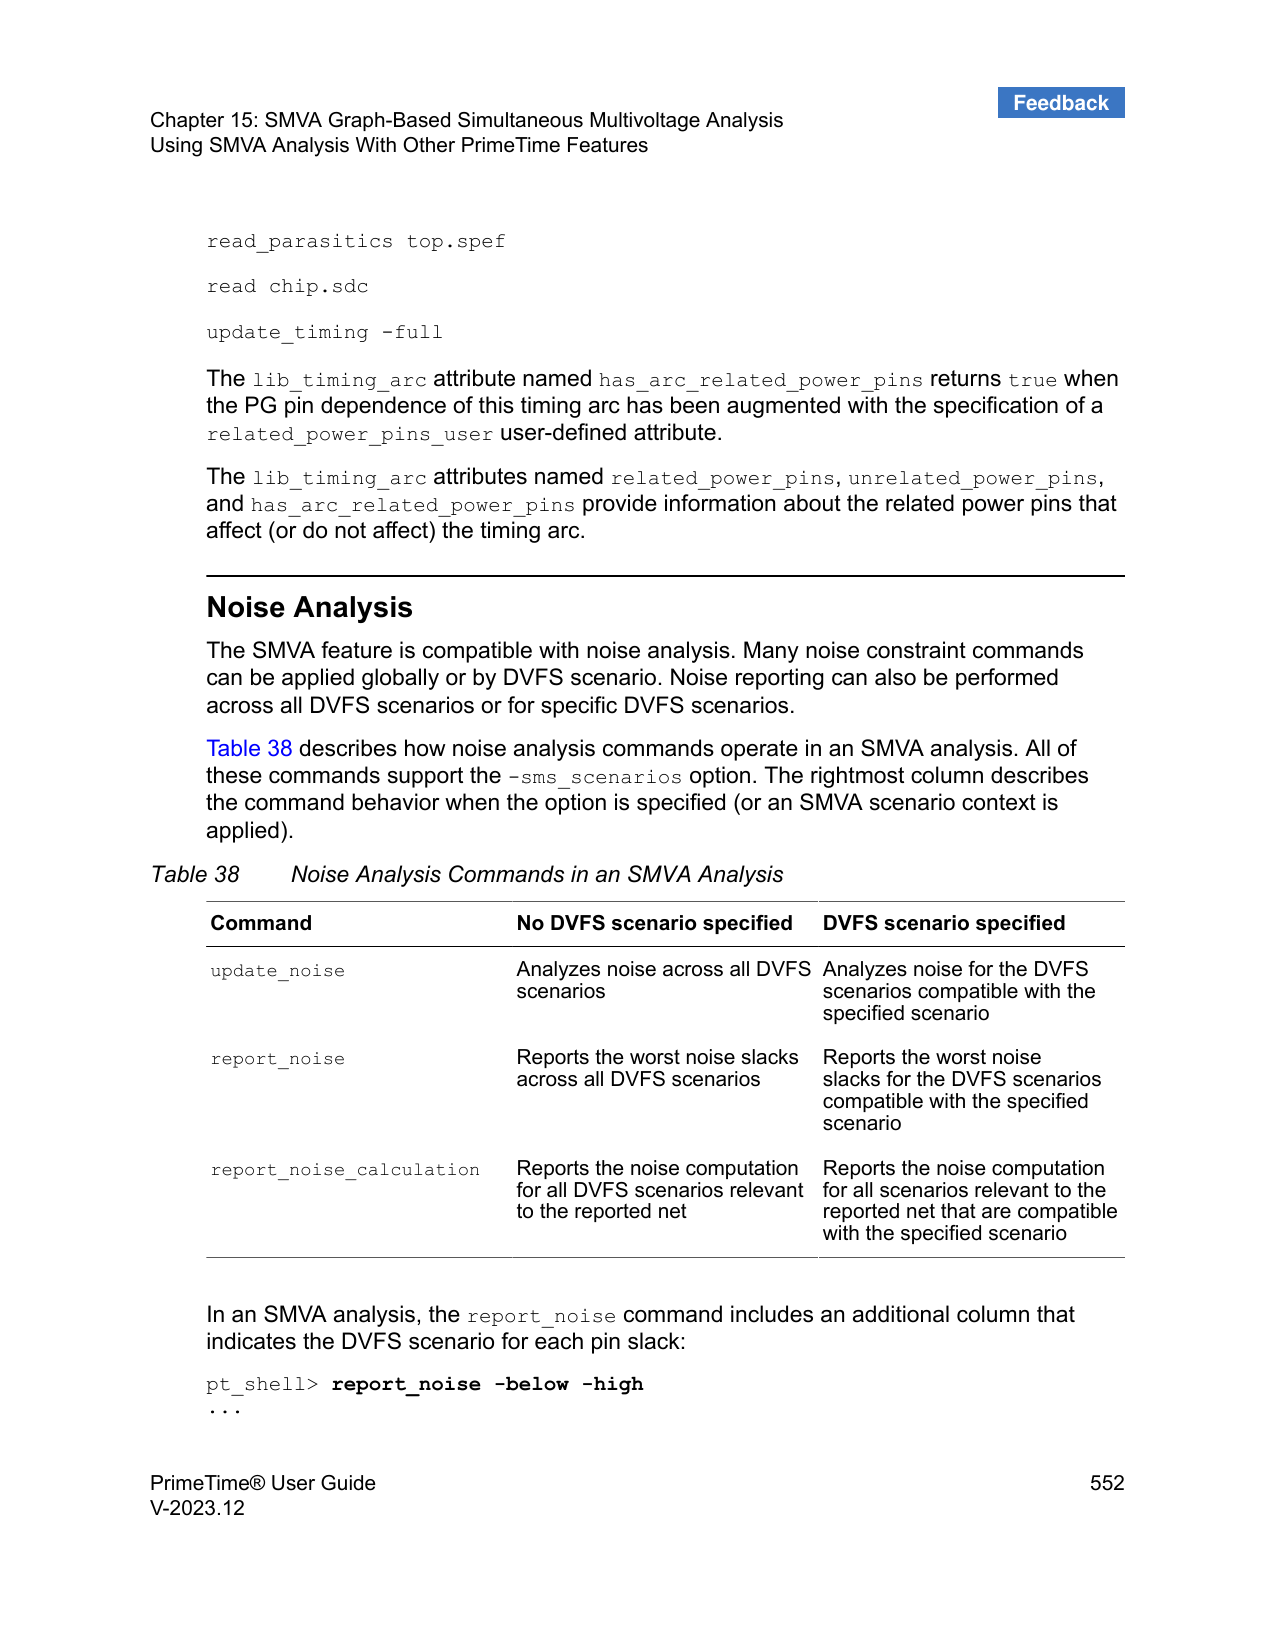 Feedback
Chapter 15: SMVA Graph-Based Simultaneous Multivoltage Analysis
Using SMVA Analysis With Other PrimeTime Features
read_parasitics top.spef
read chip.sdc
update_timing -full
The lib_timing_arc attribute named has_arc_related_power_pins returns true when
the PG pin dependence of this timing arc has been augmented with the specification of a
related_power_pins_user user-defined attribute.
The lib_timing_arc attributes named related_power_pins, unrelated_power_pins,
and has_arc_related_power_pins provide information about the related power pins that
affect (or do not affect) the timing arc.
Noise Analysis
The SMVA feature is compatible with noise analysis. Many noise constraint commands
can be applied globally or by DVFS scenario. Noise reporting can also be performed
across all DVFS scenarios or for specific DVFS scenarios.
Table 38 describes how noise analysis commands operate in an SMVA analysis. All of
these commands support the -sms_scenarios option. The rightmost column describes
the command behavior when the option is specified (or an SMVA scenario context is
applied).
Table 38 Noise Analysis Commands in an SMVA Analysis
Command No DVFS scenario specified DVFS scenario specified
update_noise Analyzes noise across all DVFS Analyzes noise for the DVFS
scenarios scenarios compatible with the
specified scenario
report_noise Reports the worst noise slacks Reports the worst noise
across all DVFS scenarios slacks for the DVFS scenarios
compatible with the specified
scenario
report_noise_calculation Reports the noise computation Reports the noise computation
for all DVFS scenarios relevant for all scenarios relevant to the
to the reported net reported net that are compatible
with the specified scenario
In an SMVA analysis, the report_noise command includes an additional column that
indicates the DVFS scenario for each pin slack:
pt_shell> report_noise -below -high
...
PrimeTime® User Guide 552
V-2023.12